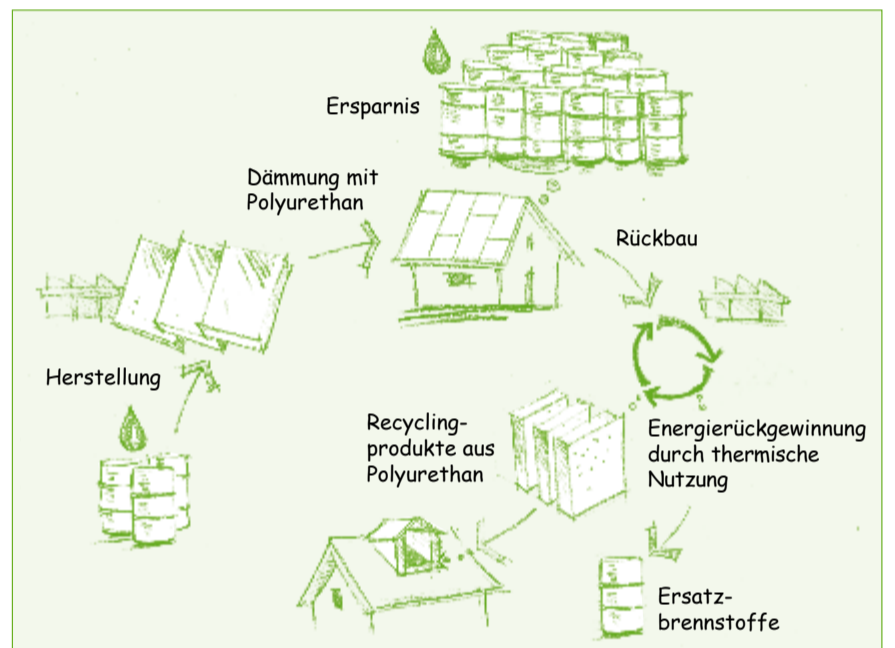 Ersparnis
Dämmung mit
Polyurethan
Rückbau
Herstellung
Recycling-
produkte aus
Polyurethan
Energierückgewinnung
durch thermische
Nutzung
Ersatz-
brennstoffe